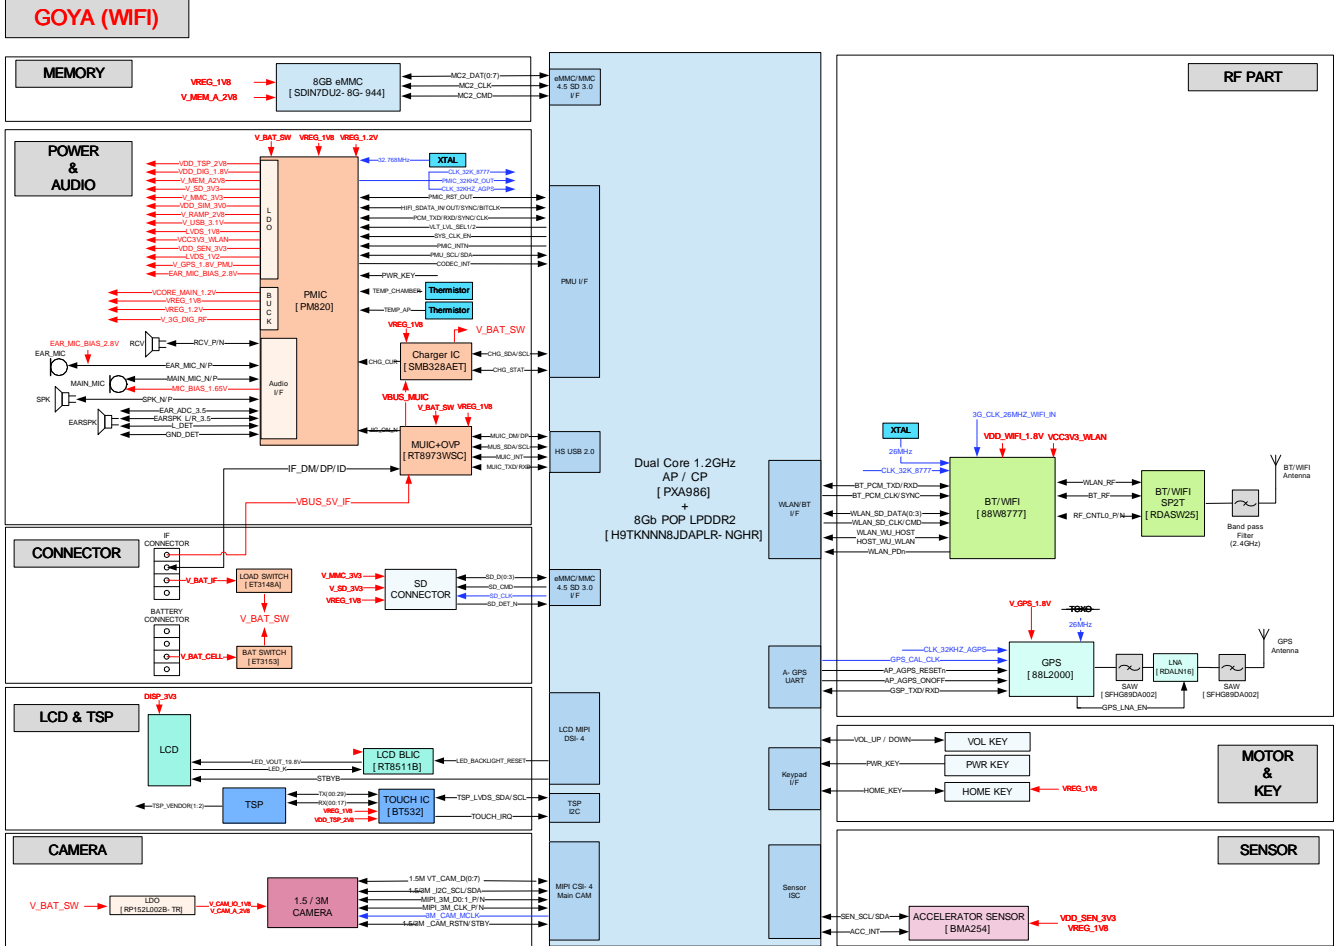 GOYA (WIFI)
MEMORY
VREG_1V8
V_MEM_A_2V8
8GB eMMC
[ SDIN7DU2- 8G- 944]
MC2_DAT(0:7)
MC2_CLK
MC2_CMD
eMMC/MMC
4.5 SD 3.0
I/F
POWER
&
AUDIO
V_BAT_SW
VREG_1V8
VREG_1.2V
VDD_TSP_2V8
VDD_DIG_1.8V
V_MEM_A2V8
V_SD_3V3
V_MMC_3V3
VDD_SIM_3V0
V_RAMP_2V8
V_USB_3.1V
LVDS_1V8
VCC3V3_WLAN
VDD_SEN_3V3
LVDS_1V2
V_GPS_1.8V_PMU
EAR_MIC_BIAS_2.8V
LDO
VCORE_MAIN_1.2V
VREG_1V8
VREG_1.2V
V_3G_DIG_RF
BUCK
PMIC
[ PM820]
32.768MHz
XTAL
CLK_32K_8777
PMIC_32KHZ_OUT
CLK_32KHZ_AGPS
PMIC_RST_OUT
HIFI_SDATA_IN/OUT/SYNC/BITCLK
PCM_TXD/RXD/SYNC/CLK
VLT_LVL_SEL1/2
SYS_CLK_EN
PMIC_INTN
PMU_SCL/SDA
CODEC_INT
PWR_KEY
TEMP_CHAMBER
Thermistor
TEMP_AP
Thermistor
PMU I/F
EAR_MIC_BIAS_2.8V
RCV
RCV_P/N
EAR_MIC
EAR_MIC_N/P
MAIN_MIC
MAIN_MIC_N/P
MIC_BIAS_1.65V
SPK
SPK_N/P
EARSPK
EAR_ADC_3.5
EARSPK_L/R_3.5
L_DET
GND_DET
Audio
I/F
VREG_1V8
V_BAT_SW
CHG_CUR
Charger IC
[ SMB328AET]
CHG_SDA/SCL
CHG_STAT
VBUS_MUIC
V_BAT_SW
VREG_1V8
MUIC+OVP
[ RT8973WSC]
MUIC_DM/DP
MUS_SDA/SCL
MUIC_INT
MUIC_TXD/RXD
HS USB 2.0
IF_DM/DP/ID
VBUS_5V_IF
CONNECTOR
IF
CONNECTOR
V_BAT_IF
LOAD SWITCH
[ ET3148A]
V_BAT_SW
BATTERY
CONNECTOR
V_BAT_CELL
BAT SWITCH
[ ET3153]
V_MMC_3V3
V_SD_3V3
VREG_1V8
SD
CONNECTOR
SD_D(0:3)
SD_CMD
SD_CLK
SD_DET_N
eMMC/MMC
4.5 SD 3.0
I/F
LCD & TSP
DISP_3V3
LCD
LED_VOUT_19.8V
LED_K
STBYB
LCD BLIC
[ RT8511B]
LED_BACKLIGHT_RESET
LCD MIPI
DSI- 4
TSP_VENDOR(1:2)
TSP
TX(00:29)
RX(00:17)
VREG_1V8
VDD_TSP_2V8
TOUCH IC
[ BT532]
TSP_LVDS_SDA/SCL
TOUCH_IRQ
TSP
I2C
CAMERA
V_BAT_SW
LDO
[ RP152L002B- TR]
V_CAM_IO_1V8
V_CAM_A_2V8
1.5 / 3M
CAMERA
1.5M VT_CAM_D(0:7)
1.5/3M _I2C_SCL/SDA
MIPI_3M_D0:1_P/N
MIPI_3M_CLK_P/N
3M_CAM_MCLK
1.5/3M _CAM_RSTN/STBY
MIPI CSI- 4
Main CAM
Dual Core 1.2GHz
AP / CP
[ PXA986]
+
8Gb POP LPDDR2
[ H9TKNNN8JDAPLR- NGHR]
RF PART
XTAL
26MHz
CLK_32K_8777
3G_CLK_26MHZ_WIFI_IN
VDD_WIFI_1.8V
VCC3V3_WLAN
WLAN/BT
I/F
BT_PCM_TXD/RXD
BT_PCM_CLK/SYNC
WLAN_SD_DATA(0:3)
WLAN_SD_CLK/CMD
WLAN_WU_HOST
HOST_WU_WLAN
WLAN_PDn
BT/WIFI
[ 88W8777]
WLAN_RF
BT_RF
RF_CNTL0_P/N
BT/WIFI
SP2T
[ RDASW25]
Band pass
Filter
(2.4GHz)
BT/WIFI
Antenna
V_GPS_1.8V
TCXO
26MHz
A- GPS
UART
CLK_32KHZ_AGPS
GPS_CAL_CLK
AP_AGPS_RESETn
AP_AGPS_ONOFF
GSP_TXD/RXD
GPS
[ 88L2000]
SAW
[ SFHG89DA002]
LNA
[ RDALN16]
SAW
[ SFHG89DA002]
GPS_LNA_EN
GPS
Antenna
MOTOR
&
KEY
Keypad
I/F
VOL_UP / DOWN
VOL KEY
PWR_KEY
PWR KEY
HOME_KEY
HOME KEY
VREG_1V8
SENSOR
Sensor
ISC
SEN_SCL/SDA
ACC_INT
ACCELERATOR SENSOR
[ BMA254]
VDD_SEN_3V3
VREG_1V8